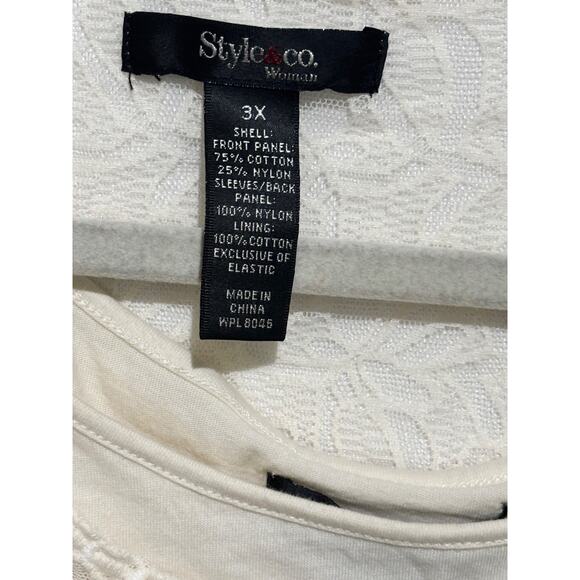 Style&co.
Woman
3X
SHELL:
FRONT PANEL:
75% COTTON
25% NYLON
SLEEVES/BACK
PANEL:
100% NYLON
LINING:
100% COTTON
EXCLUSIVE OF
ELASTIC
MADE IN
CHINA
WPL 8045